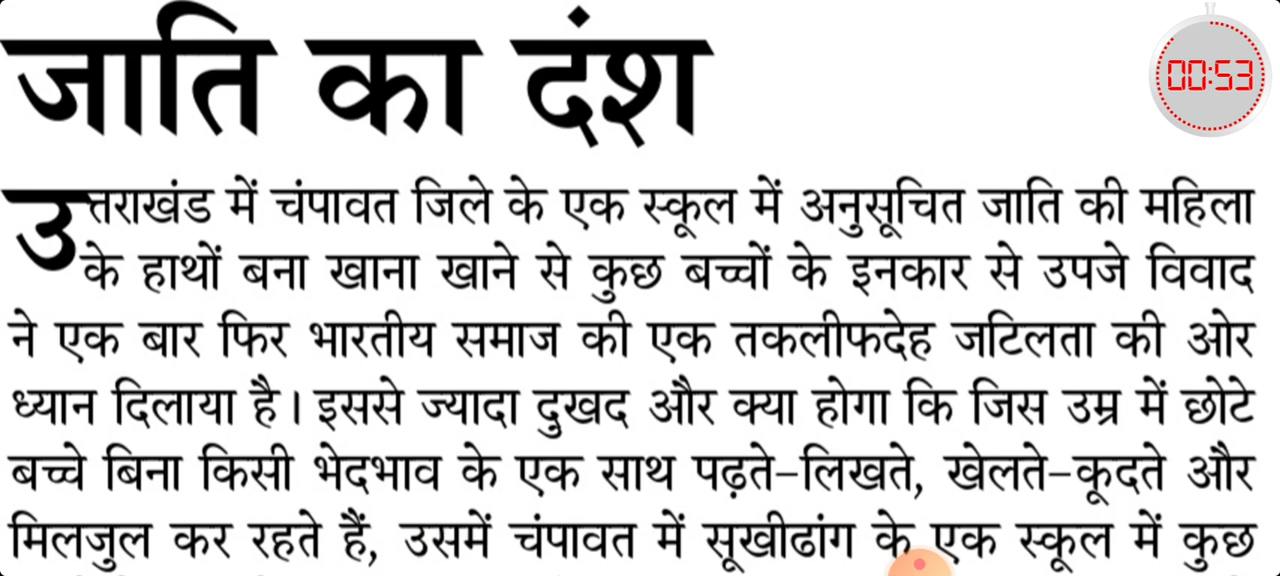 जाति का दंश
00:53
उत्तराखंड में चंपावत जिले के एक स्कूल में अनुसूचित जाति की महिला
के हाथों बना खाना खाने से कुछ बच्चों के इनकार से उपजे विवाद
ने एक बार फिर भारतीय समाज की एक तकलीफदेह जटिलता की ओर
ध्यान दिलाया है। इससे ज्यादा दुखद और क्या होगा कि जिस उम्र में छोटे
बच्चे बिना किसी भेदभाव के एक साथ पढ़ते-लिखते, खेलते-कूदते और
मिलजुल कर रहते हैं, उसमें चंपावत में सूखीढांग के एक स्कूल में कुछ